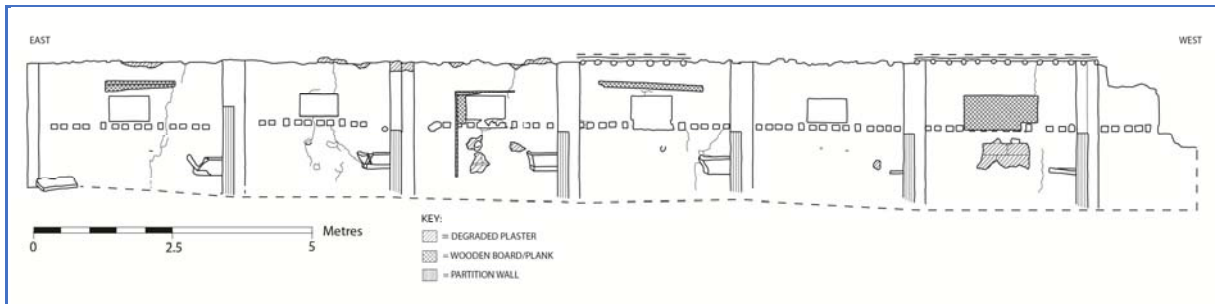 EAST
WEST
Metres
0 2.5 5
KEY:
= DEGRADED PLASTER
= WOODEN BOARD/PLANK
= PARTITION WALL